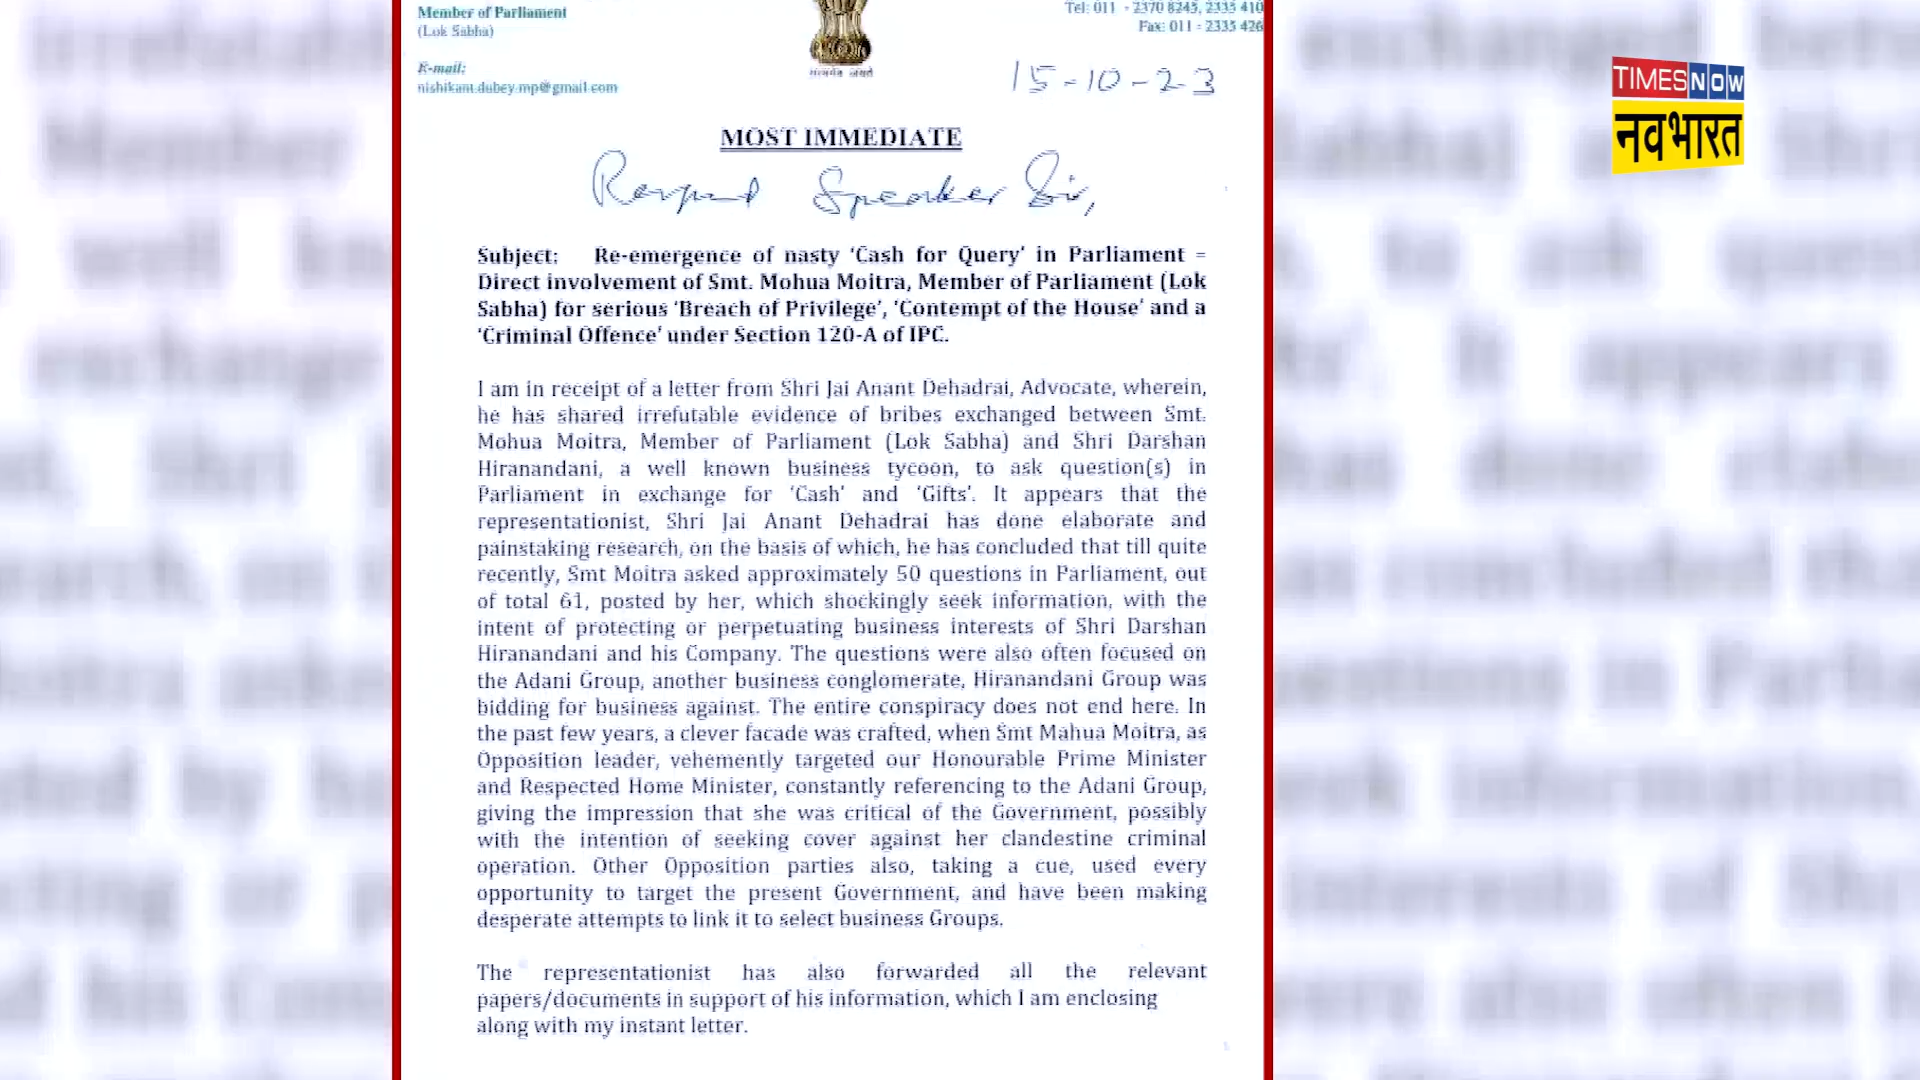 Member of Parliament
(Lok Sabha)
E-mail:
nishikant.dubey.mp@gmail.com
Tel: 011 - 2370 8245, 2335 410
Fax: 011 - 2335 426
सत्यमेव जयते
15-10-23
TIMES NOW
नवभारत
MOST IMMEDIATE
Speaker Sir,
Subject: Re-emergence of nasty ‘Cash for Query’ in Parliament =
Direct involvement of Smt. Mohua Moitra, Member of Parliament (Lok
Sabha) for serious ‘Breach of Privilege’, ‘Contempt of the House’ and a
‘Criminal Offence’ under Section 120-A of IPC.
I am in receipt of a letter from Shri Jai Anant Dehadrai, Advocate, wherein,
he has shared irrefutable evidence of bribes exchanged between Smt.
Mohua Moitra, Member of Parliament (Lok Sabha) and Shri Darshan
Hiranandani, a well known business tycoon, to ask question(s) in
Parliament in exchange for ‘Cash’ and ‘Gifts’. It appears that the
representationist, Shri Jai Anant Dehadrai has done elaborate and
painstaking research, on the basis of which, he has concluded that till quite
recently, Smt Moitra asked approximately 50 questions in Parliament, out
of total 61, posted by her, which shockingly seek information, with the
intent of protecting or perpetuating business interests of Shri Darshan
Hiranandani and his Company. The questions were also often focused on
the Adani Group, another business conglomerate, Hiranandani Group was
bidding for business against. The entire conspiracy does not end here. In
the past few years, a clever facade was crafted, when Smt Mahua Moitra, as
Opposition leader, vehemently targeted our Honourable Prime Minister
and Respected Home Minister, constantly referencing to the Adani Group,
giving the impression that she was critical of the Government, possibly
with the intention of seeking cover against her clandestine criminal
operation. Other Opposition parties also, taking a cue, used every
opportunity to target the present Government, and have been making
desperate attempts to link it to select business Groups.
The representationist has also forwarded all the relevant
papers/documents in support of his information, which I am enclosing
along with my instant letter.